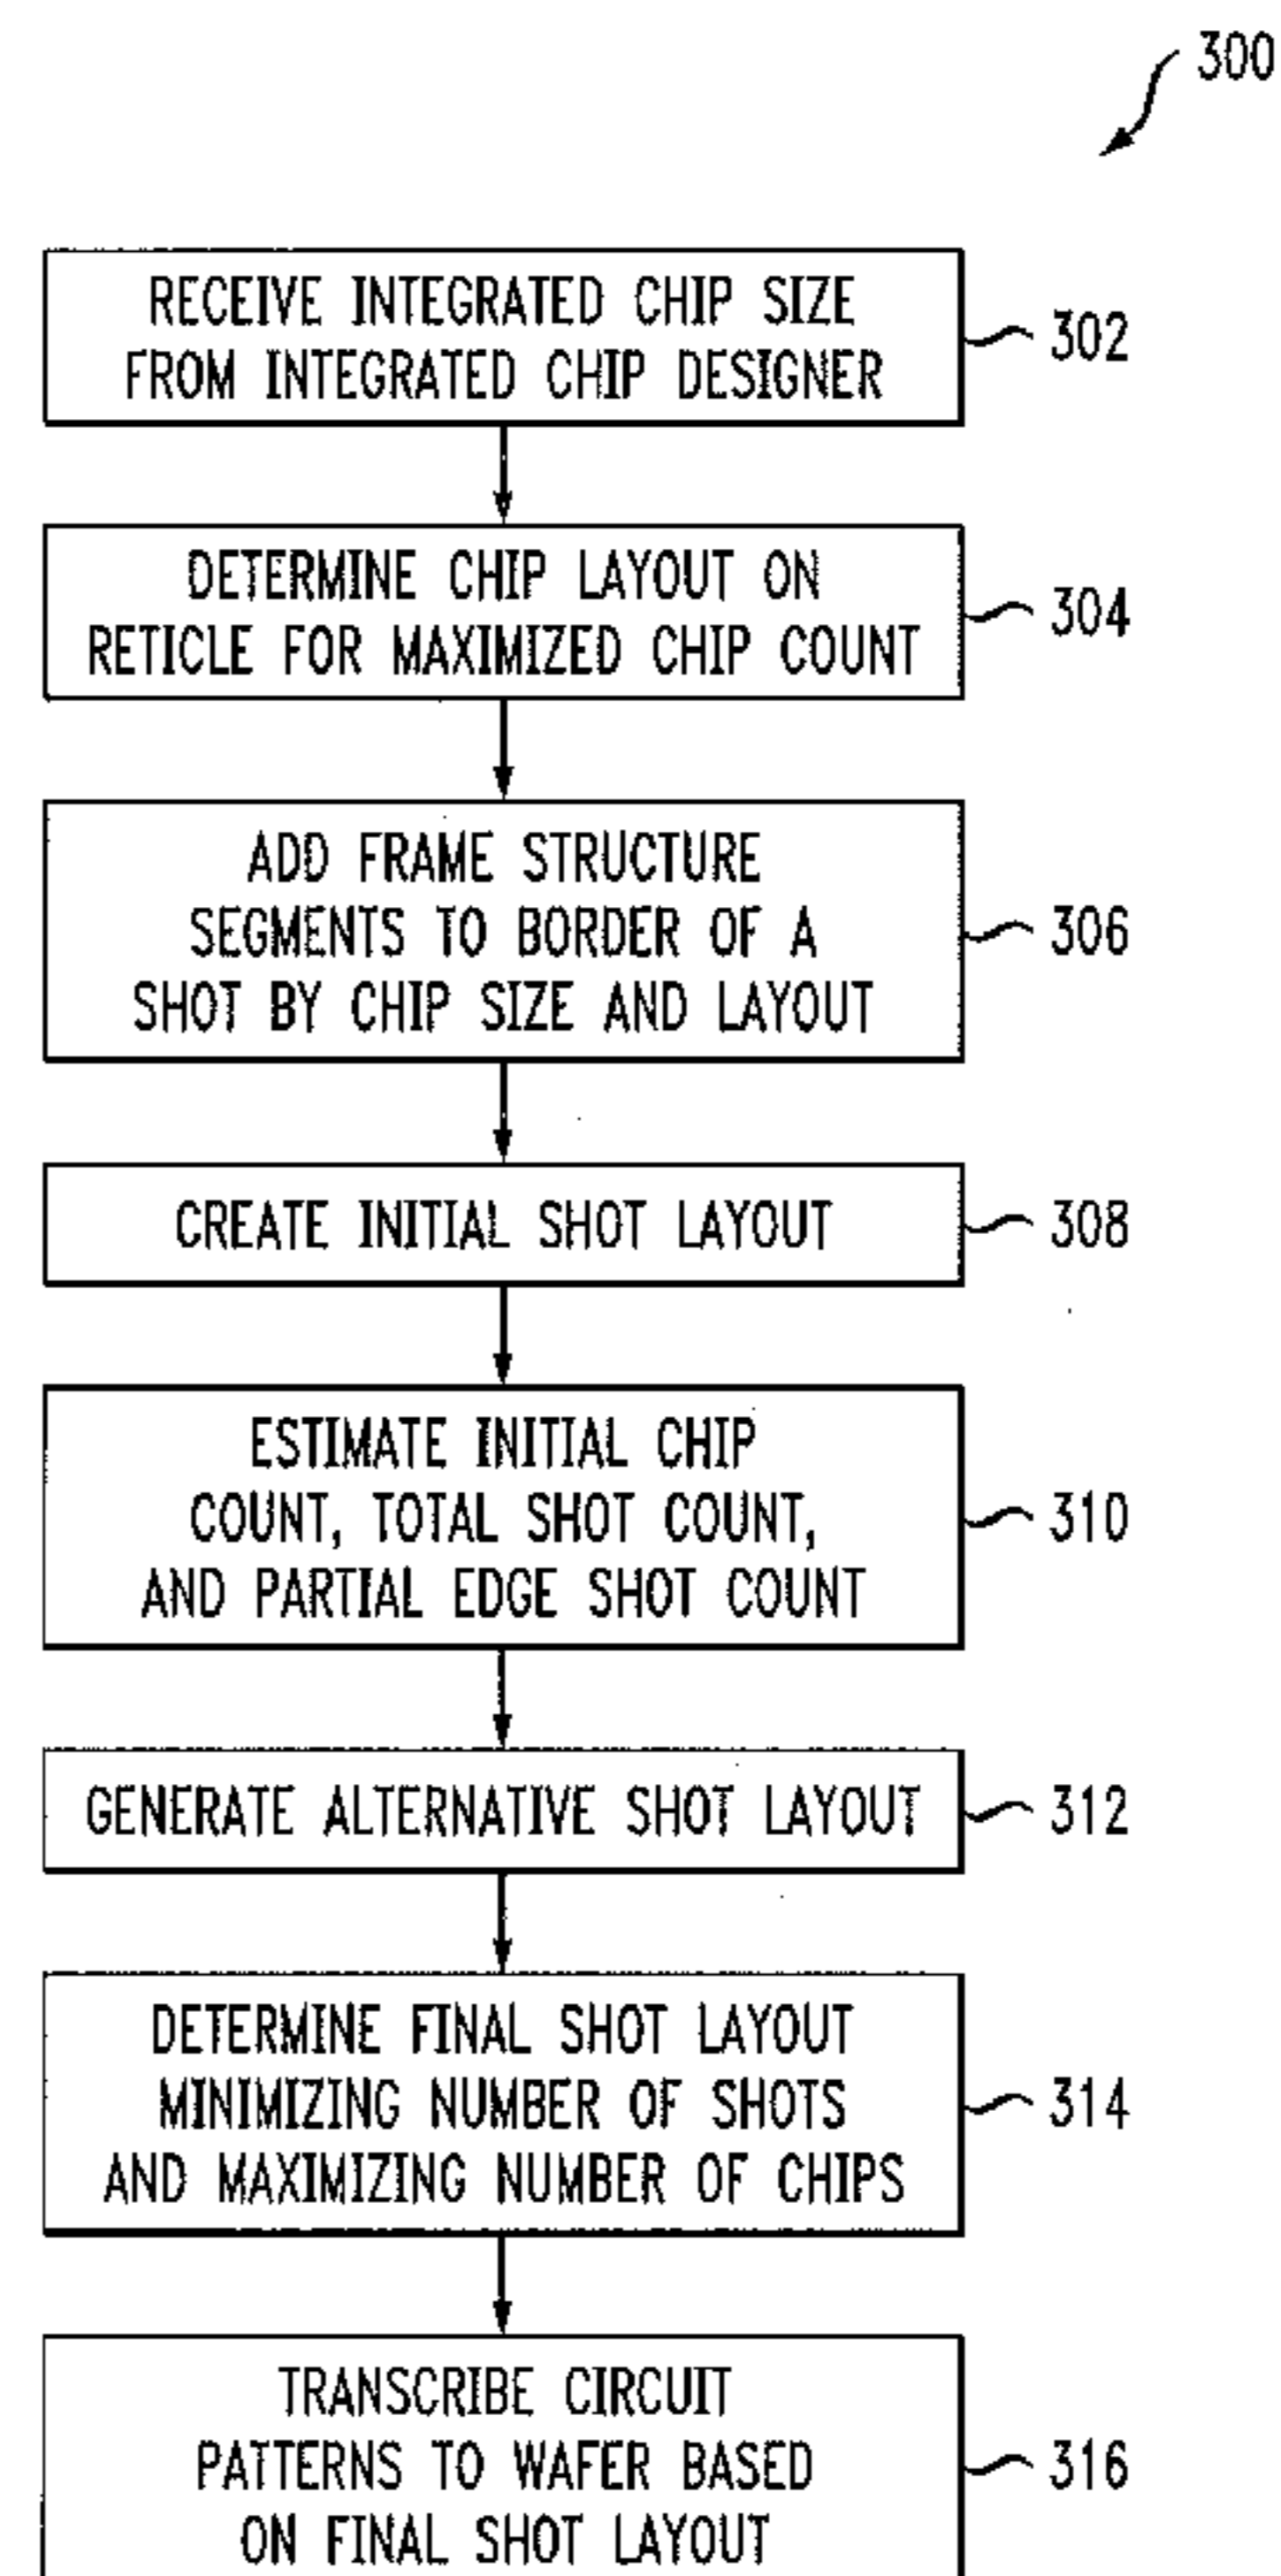 300
RECEIVE INTEGRATED CHIP SIZE
FROM INTEGRATED CHIP DESIGNER
302
DETERMINE CHIP LAYOUT ON
RETICLE FOR MAXIMIZED CHIP COUNT
304
ADD FRAME STRUCTURE
SEGMENTS TO BORDER OF A
SHOT BY CHIP SIZE AND LAYOUT
306
CREATE INITIAL SHOT LAYOUT
308
ESTIMATE INITIAL CHIP
COUNT, TOTAL SHOT COUNT,
AND PARTIAL EDGE SHOT COUNT
310
GENERATE ALTERNATIVE SHOT LAYOUT
312
DETERMINE FINAL SHOT LAYOUT
MINIMIZING NUMBER OF SHOTS
AND MAXIMIZING NUMBER OF CHIPS
314
TRANSCRIBE CIRCUIT
PATTERNS TO WAFER BASED
ON FINAL SHOT LAYOUT
316